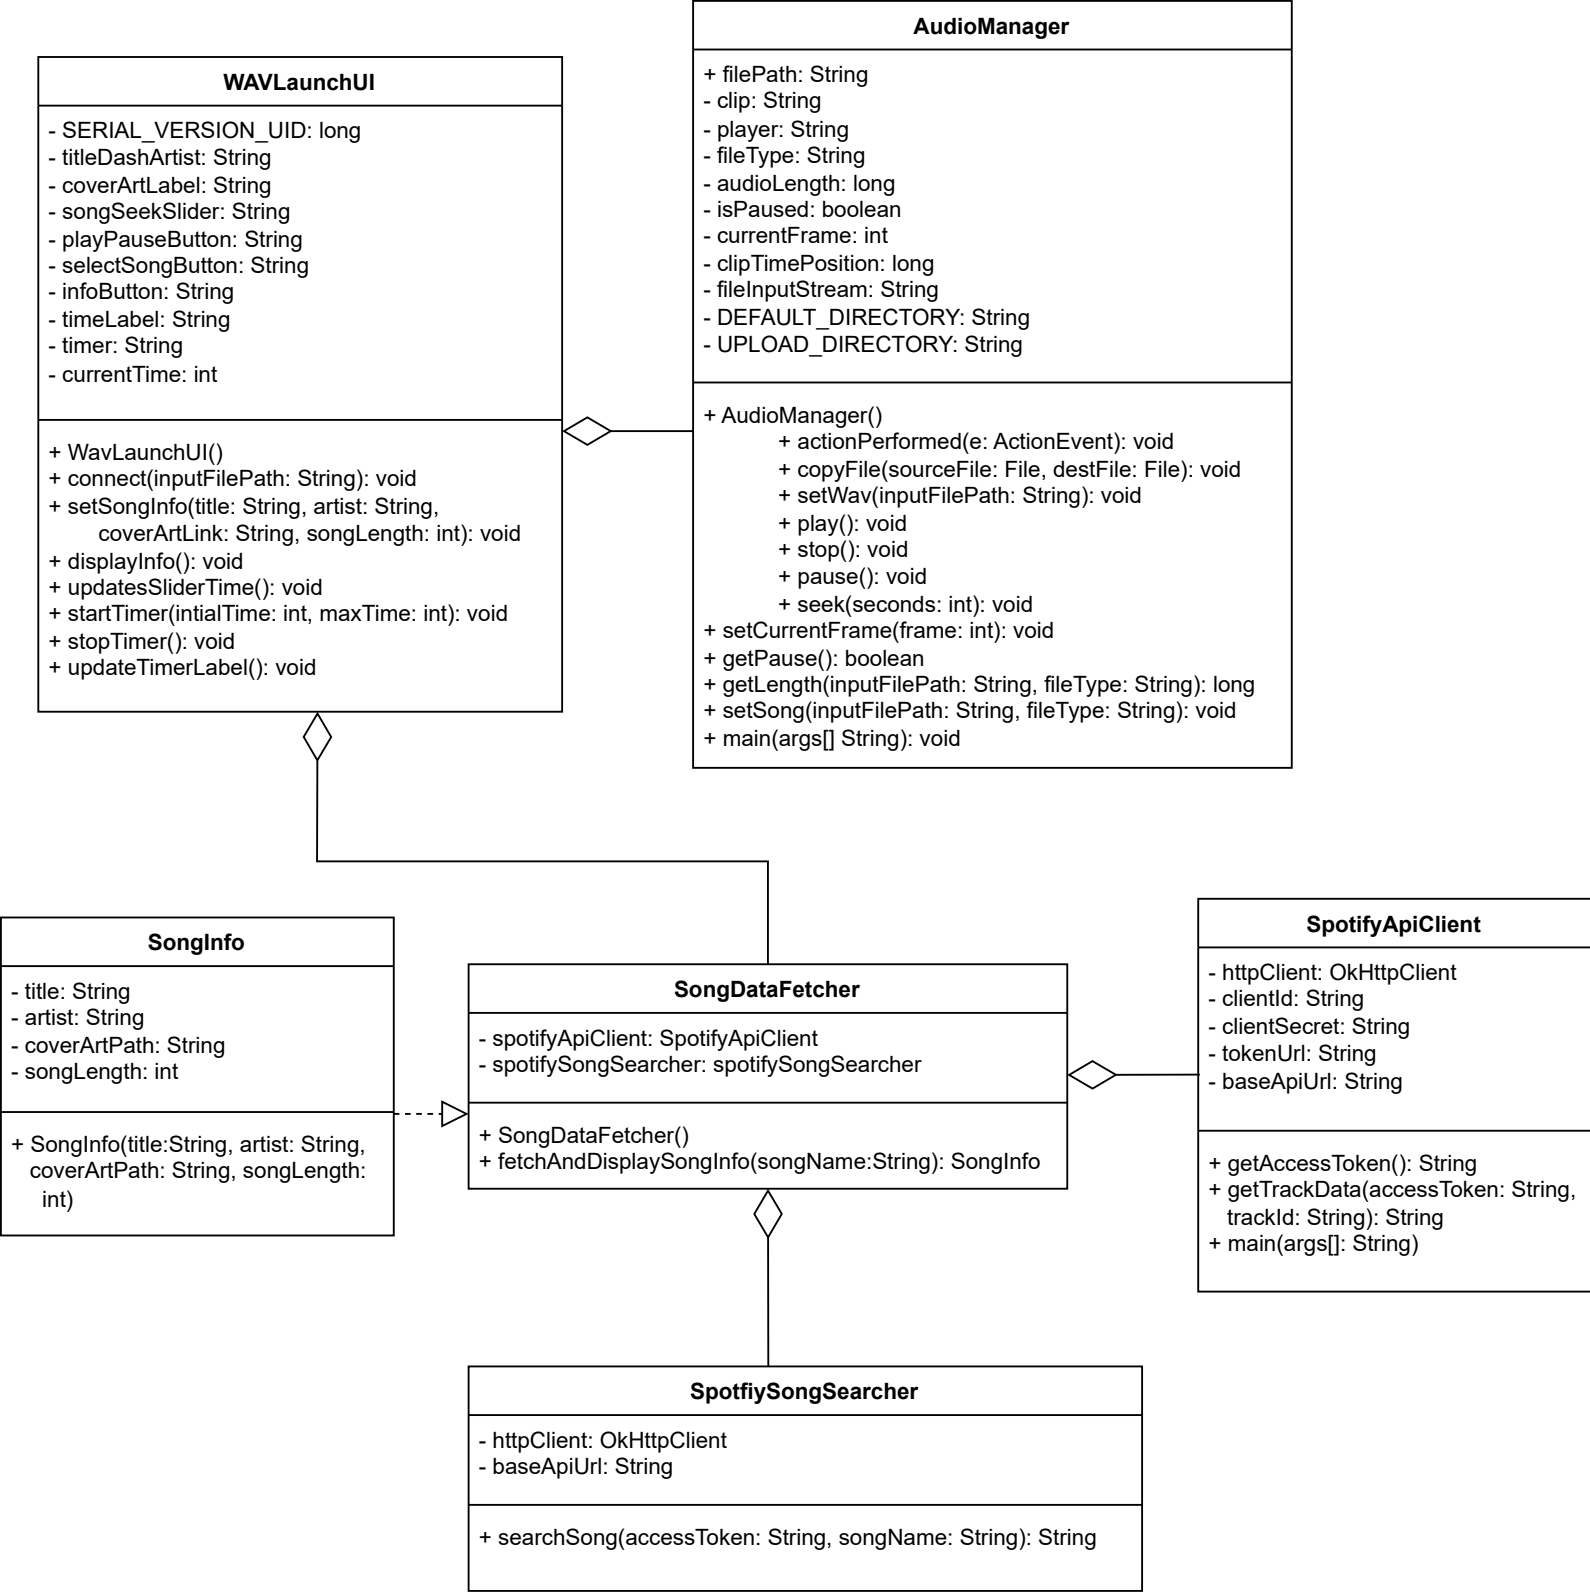 WAVLaunchUI
- SERIAL_VERSION_UID: long
- titleDashArtist: String
- coverArtLabel: String
- songSeekSlider: String
- playPauseButton: String
- selectSongButton: String
- infoButton: String
- timeLabel: String
- timer: String
- currentTime: int
+ WavLaunchUI()
+ connect(inputFilePath: String): void
+ setSongInfo(title: String, artist: String,
coverArtLink: String, songLength: int): void
+ displayInfo(): void
+ updatesSliderTime(): void
+ startTimer(intialTime: int, maxTime: int): void
+ stopTimer(): void
+ updateTimerLabel(): void
AudioManager
+ filePath: String
- clip: String
- player: String
- fileType: String
- audioLength: long
- isPaused: boolean
- currentFrame: int
- clipTimePosition: long
- fileInputStream: String
- DEFAULT_DIRECTORY: String
- UPLOAD_DIRECTORY: String
+ AudioManager()
+ actionPerformed(e: ActionEvent): void
+ copyFile(sourceFile: File, destFile: File): void
+ setWav(inputFilePath: String): void
+ play(): void
+ stop(): void
+ pause(): void
+ seek(seconds: int): void
+ setCurrentFrame(frame: int): void
+ getPause(): boolean
+ getLength(inputFilePath: String, fileType: String): long
+ setSong(inputFilePath: String, fileType: String): void
+ main(args[] String): void
SongInfo
- title: String
- artist: String
- coverArtPath: String
- songLength: int
+ SongInfo(title:String, artist: String,
coverArtPath: String, songLength:
int)
SongDataFetcher
- spotifyApiClient: SpotifyApiClient
- spotifySongSearcher: spotifySongSearcher
+ SongDataFetcher()
+ fetchAndDisplaySongInfo(songName:String): SongInfo
SpotifyApiClient
- httpClient: OkHttpClient
- clientId: String
- clientSecret: String
- tokenUrl: String
- baseApiUrl: String
+ getAccessToken(): String
+ getTrackData(accessToken: String,
trackId: String): String
+ main(args[]: String)
SpotfiySongSearcher
- httpClient: OkHttpClient
- baseApiUrl: String
+ searchSong(accessToken: String, songName: String): String